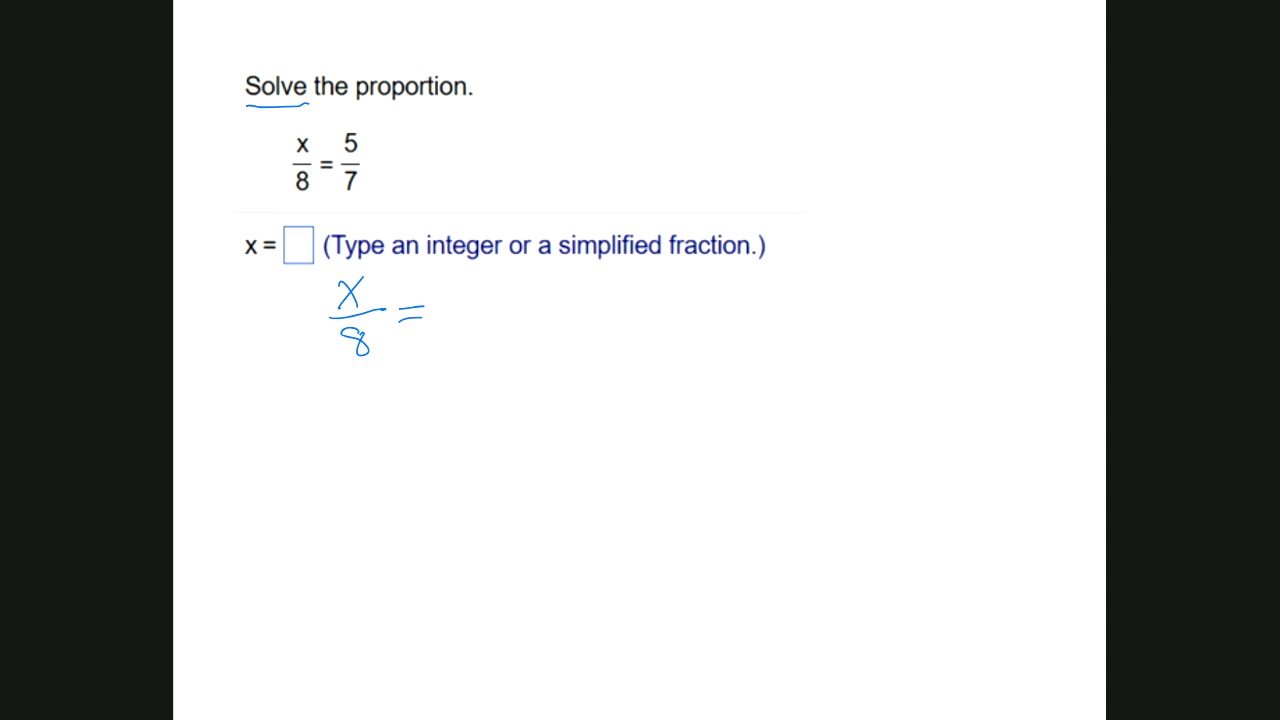 Solve the proportion.
x/8 = 5/7
x = (Type an integer or a simplified fraction.)
x/8 =